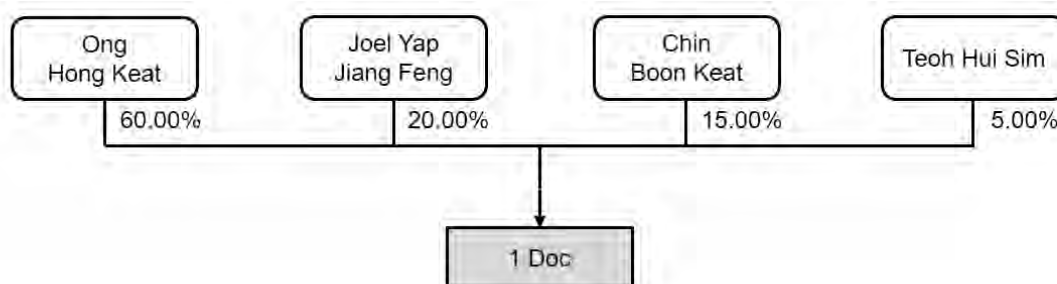 Ong
Hong Keat
Joel Yap
Jiang Feng
Chin
Boon Keat
Teoh Hui Sim
60.00%
20.00%
15.00%
5.00%
1 Doc